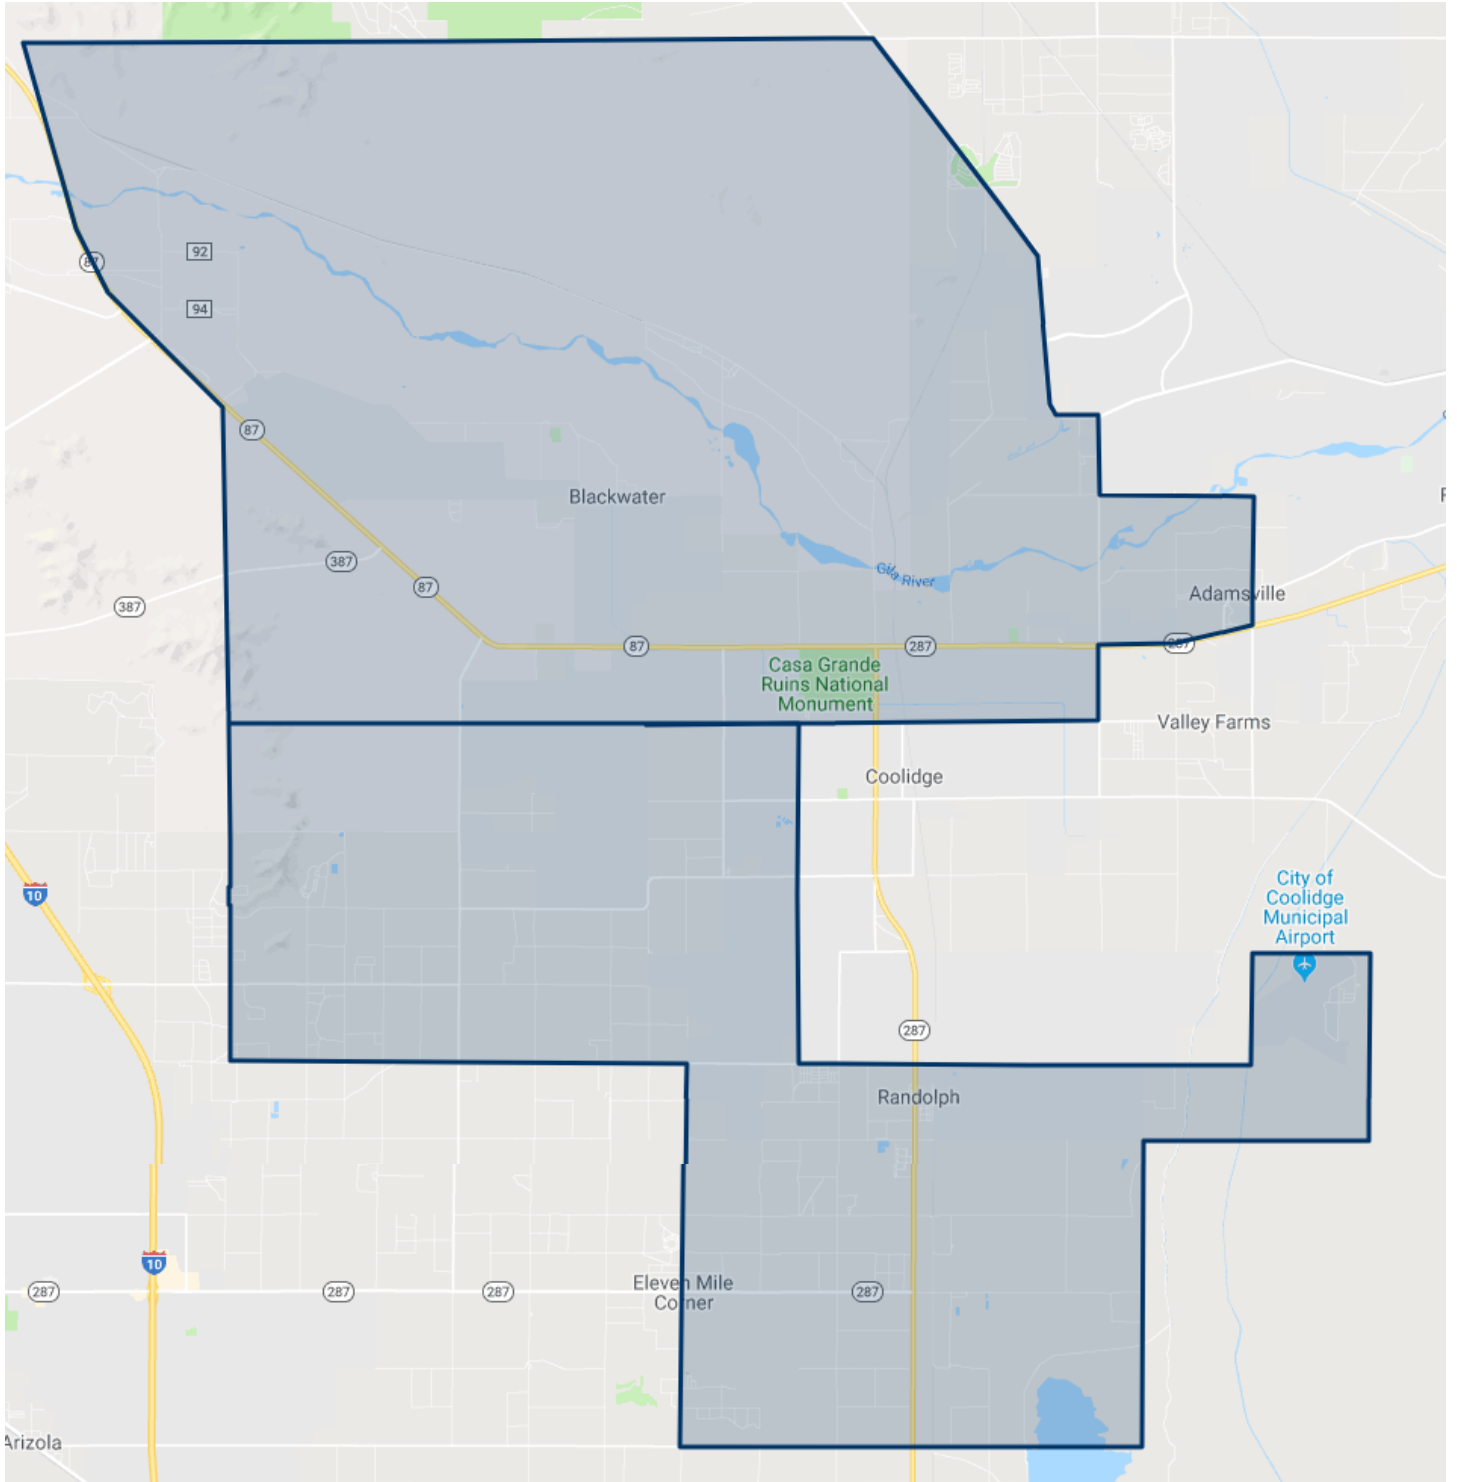 92
87
94
87
Blackwater
387
Gila River
87
Adamsville
387
87
287
287
Casa Grande
Ruins National
Monument
Valley Farms
Coolidge
City of
Coolidge
Municipal
Airport
10
287
Randolph
10
Eleven Mile
Corner
287
287
287
287
Arizola